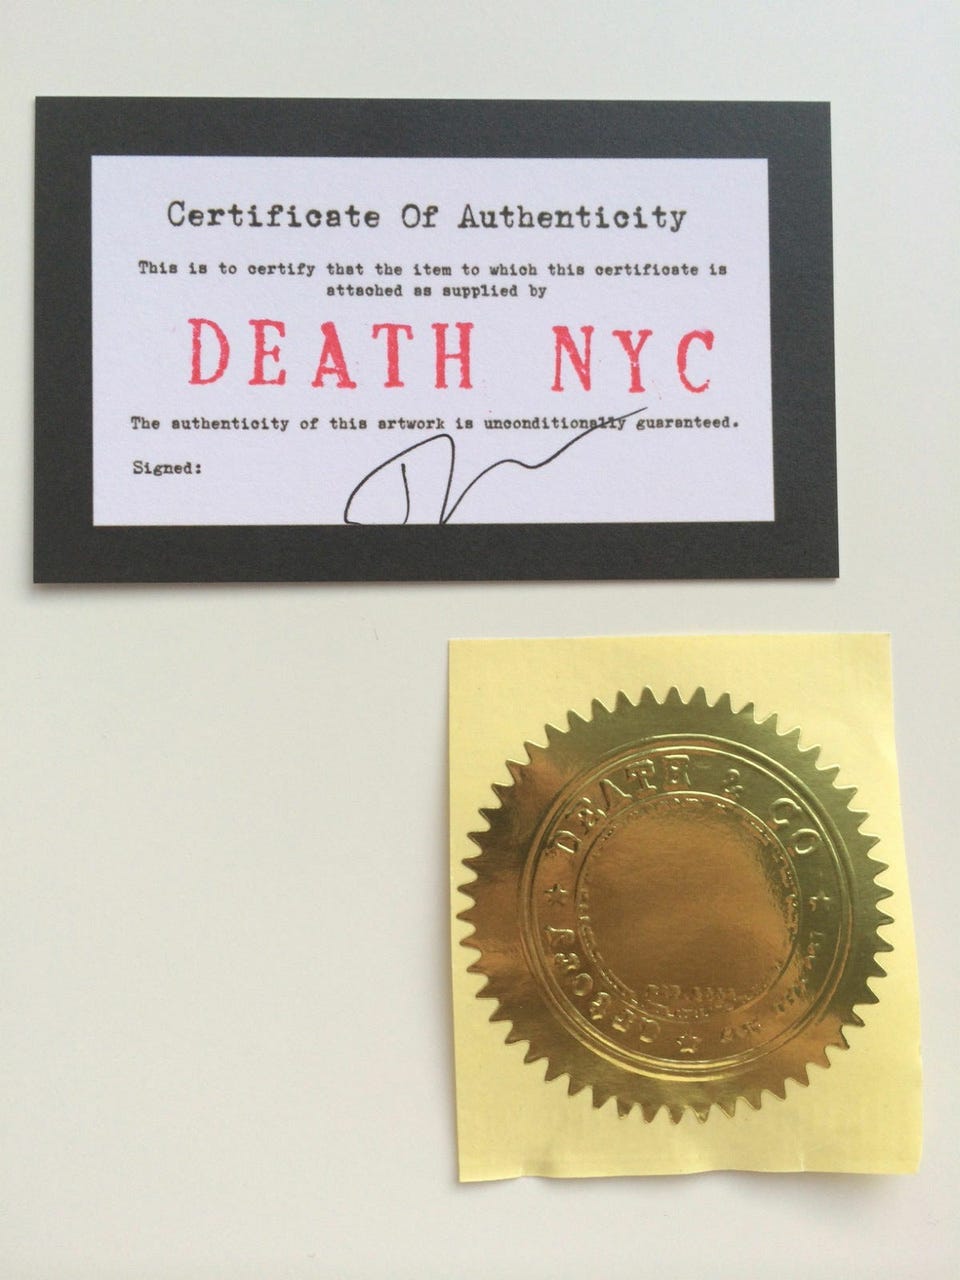 Certificate Of Authenticity
This is to certify that the item to which this certificate is
attached as supplied by
DEATH NYC
The authenticity of this artwork is unconditionally guaranteed.
Signed:
DEATH & CO